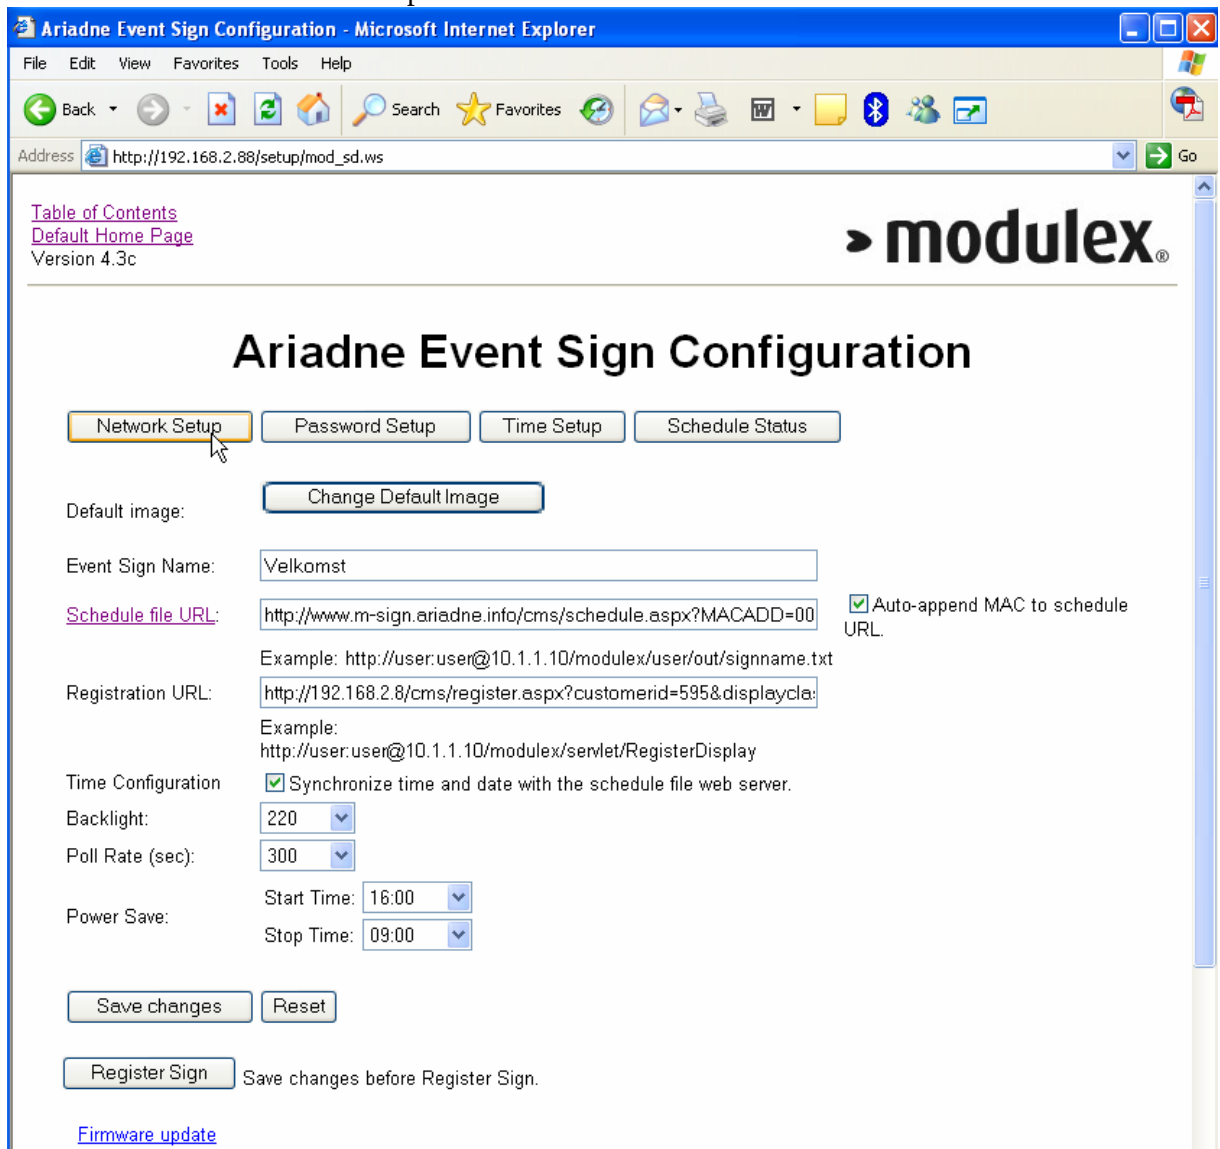 Ariadne Event Sign Configuration - Microsoft Internet Explorer
File Edit View Favorites Tools Help
Back Search Favorites
Address http://192.168.2.88/setup/mod_sd.ws Go
Table of Contents
Default Home Page
Version 4.3c
modulex®
Ariadne Event Sign Configuration
Network Setup Password Setup Time Setup Schedule Status
Default image: Change Default Image
Event Sign Name: Velkomst
Schedule file URL: http://www.m-sign.ariadne.info/cms/schedule.aspx?MACADD=00 Auto-append MAC to schedule
URL.
Example: http://user:user@10.1.1.10/modulex/user/out/signname.txt
Registration URL: http://192.168.2.8/cms/register.aspx?customerid=595&displaycla
Example:
http://user:user@10.1.1.10/modulex/servlet/RegisterDisplay
Time Configuration Synchronize time and date with the schedule file web server.
Backlight: 220
Poll Rate (sec): 300
Power Save:
Start Time: 16:00
Stop Time: 09:00
Save changes Reset
Register Sign Save changes before Register Sign.
Firmware update